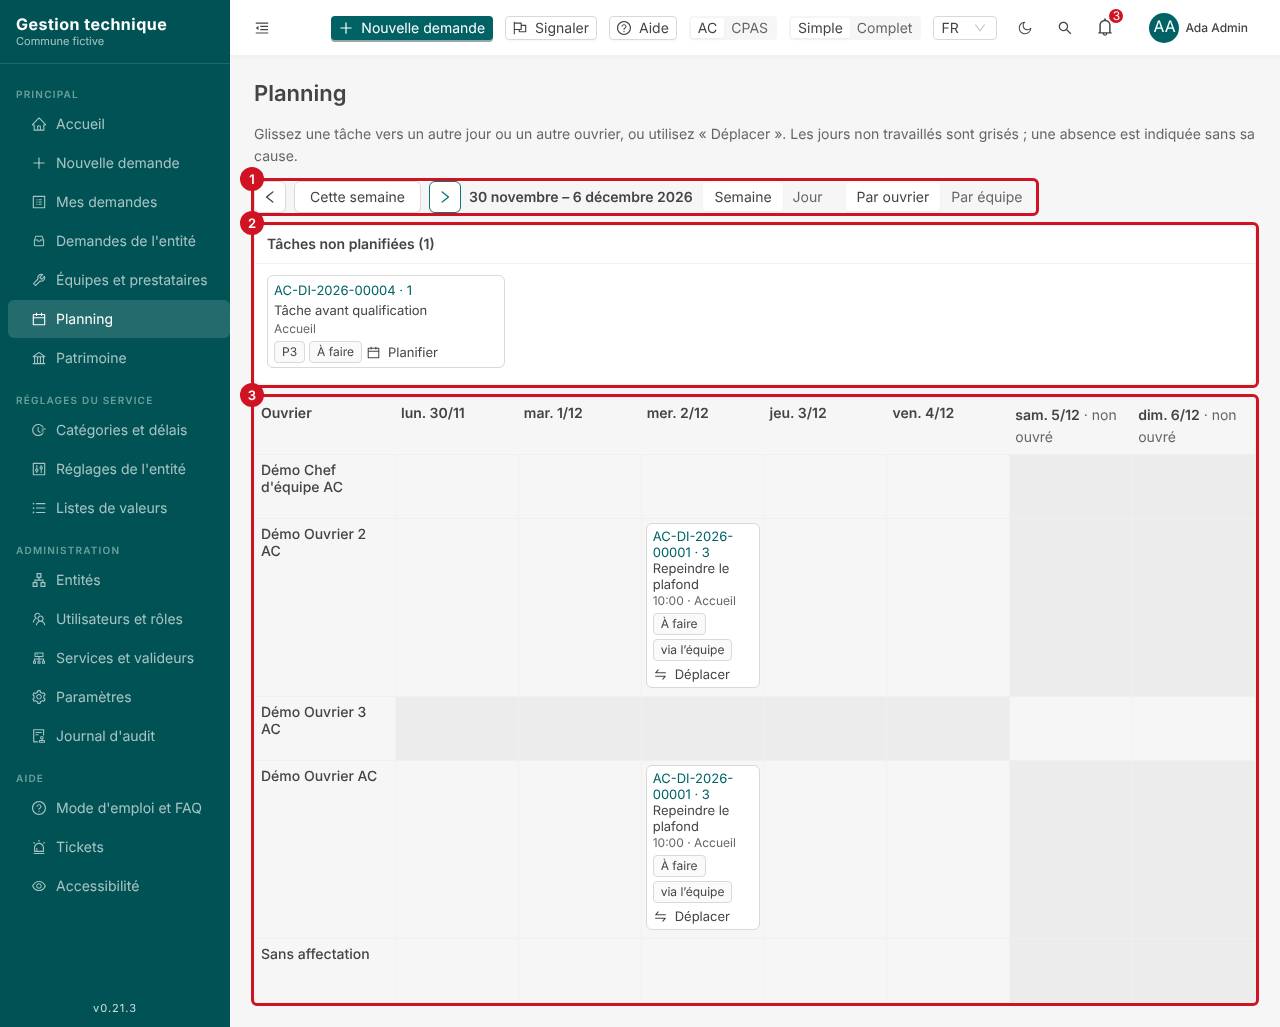 Gestion technique
Commune fictive
PRINCIPAL
Accueil
Nouvelle demande
Mes demandes
Demandes de l'entité
Équipes et prestataires
Planning
Patrimoine
RÉGLAGES DU SERVICE
Catégories et délais
Réglages de l'entité
Listes de valeurs
ADMINISTRATION
Entités
Utilisateurs et rôles
Services et valideurs
Paramètres
Journal d'audit
AIDE
Mode d'emploi et FAQ
Tickets
Accessibilité
v0.21.3
Nouvelle demande Signaler Aide AC CPAS Simple Complet FR 3 AA Ada Admin
Planning
Glissez une tâche vers un autre jour ou un autre ouvrier, ou utilisez « Déplacer ». Les jours non travaillés sont grisés ; une absence est indiquée sans sa
cause.
1
Cette semaine 30 novembre – 6 décembre 2026 Semaine Jour Par ouvrier Par équipe
2
Tâches non planifiées (1)
AC-DI-2026-00004 · 1
Tâche avant qualification
Accueil
P3 À faire Planifier
3
Ouvrier lun. 30/11 mar. 1/12 mer. 2/12 jeu. 3/12 ven. 4/12 sam. 5/12 · non dim. 6/12 · non
ouvré ouvré
Démo Chef
d'équipe AC
Démo Ouvrier 2
AC
AC-DI-2026-
00001 · 3
Repeindre le
plafond
10:00 · Accueil
À faire
via l’équipe
Déplacer
Démo Ouvrier 3
AC
Démo Ouvrier AC
AC-DI-2026-
00001 · 3
Repeindre le
plafond
10:00 · Accueil
À faire
via l’équipe
Déplacer
Sans affectation